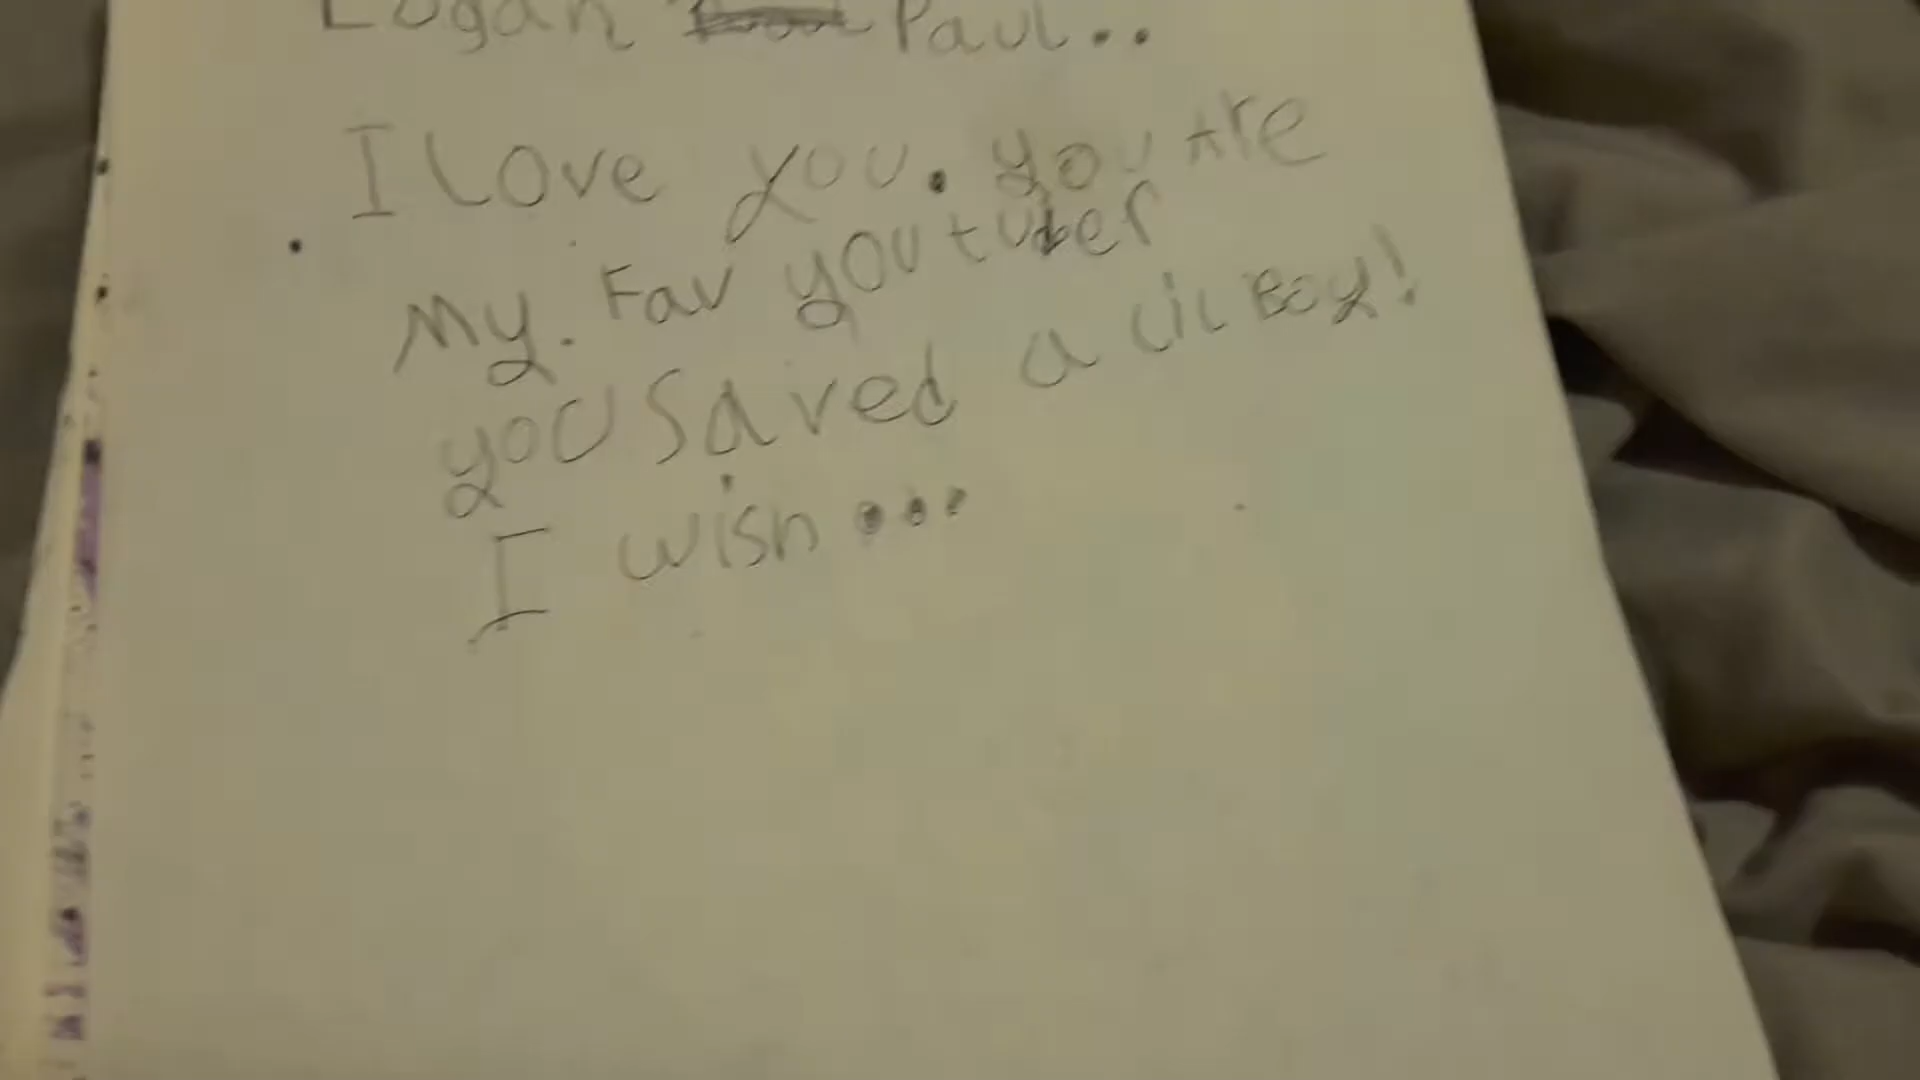 Logan Paul..
I Love you. you Are
My. Fav youtuber
you saved a Lil Boy!
I wish...